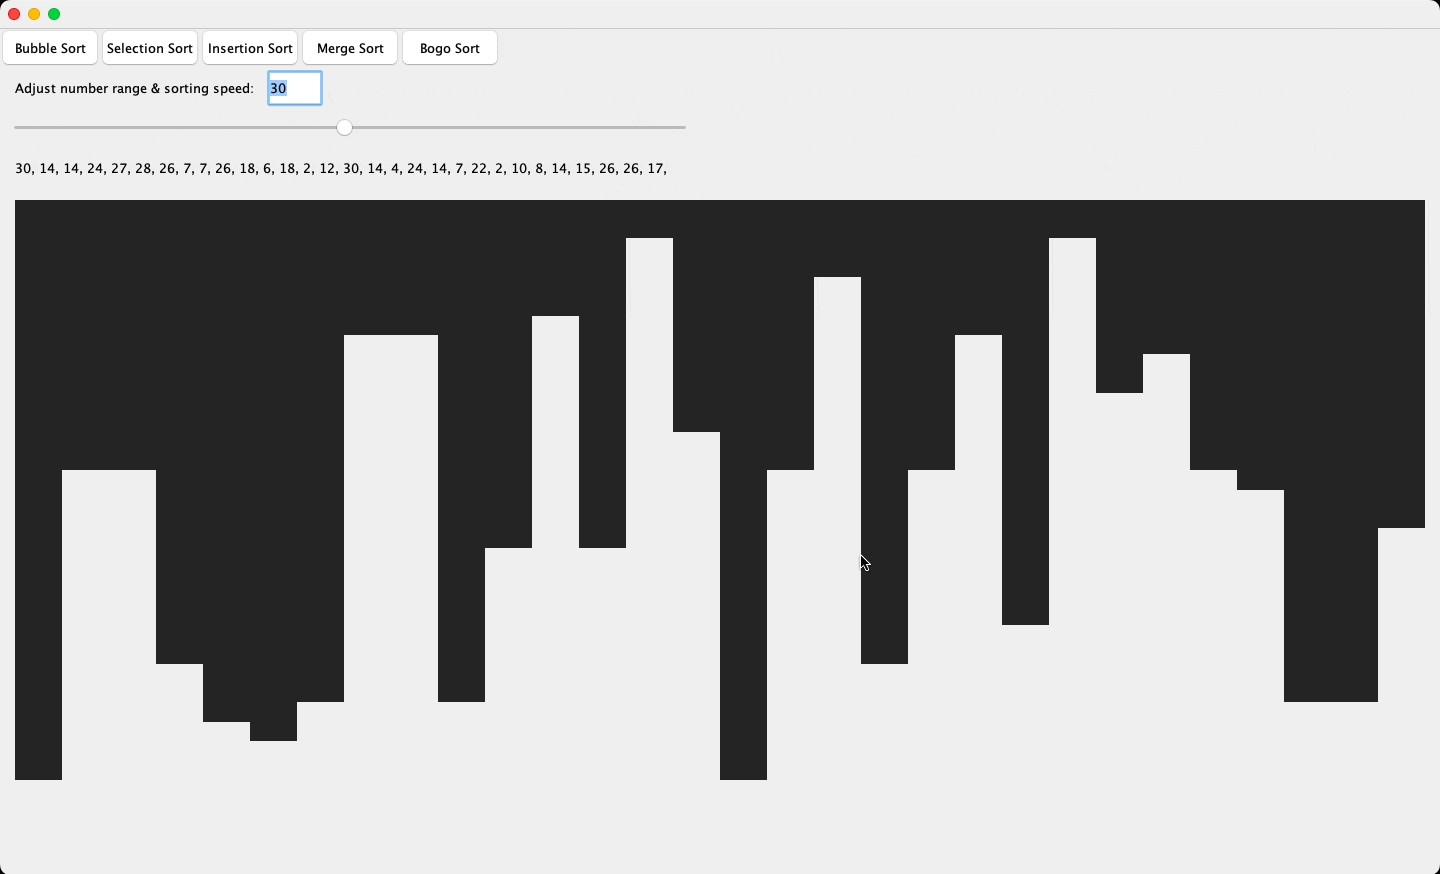 Bubble Sort Selection Sort Insertion Sort Merge Sort Bogo Sort
Adjust number range & sorting speed: 30
30, 14, 14, 24, 27, 28, 26, 7, 7, 26, 18, 6, 18, 2, 12, 30, 14, 4, 24, 14, 7, 22, 2, 10, 8, 14, 15, 26, 26, 17,